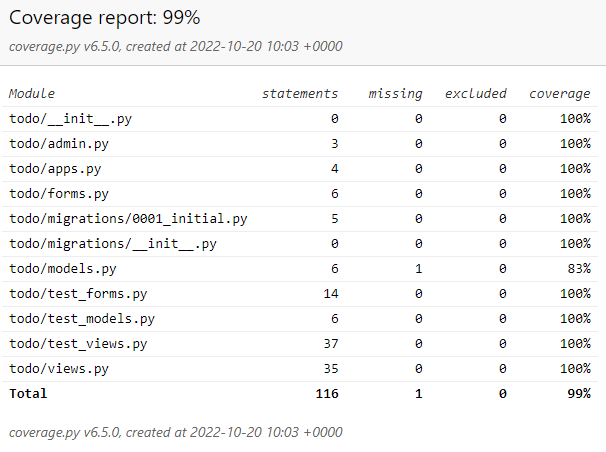 Coverage report: 99%
coverage.py v6.5.0, created at 2022-10-20 10:03 +0000
Module statements missing excluded coverage
todo/__init__.py 0 0 0 100%
todo/admin.py 3 0 0 100%
todo/apps.py 4 0 0 100%
todo/forms.py 6 0 0 100%
todo/migrations/0001_initial.py 5 0 0 100%
todo/migrations/__init__.py 0 0 0 100%
todo/models.py 6 1 0 83%
todo/test_forms.py 14 0 0 100%
todo/test_models.py 6 0 0 100%
todo/test_views.py 37 0 0 100%
todo/views.py 35 0 0 100%
Total 116 1 0 99%
coverage.py v6.5.0, created at 2022-10-20 10:03 +0000